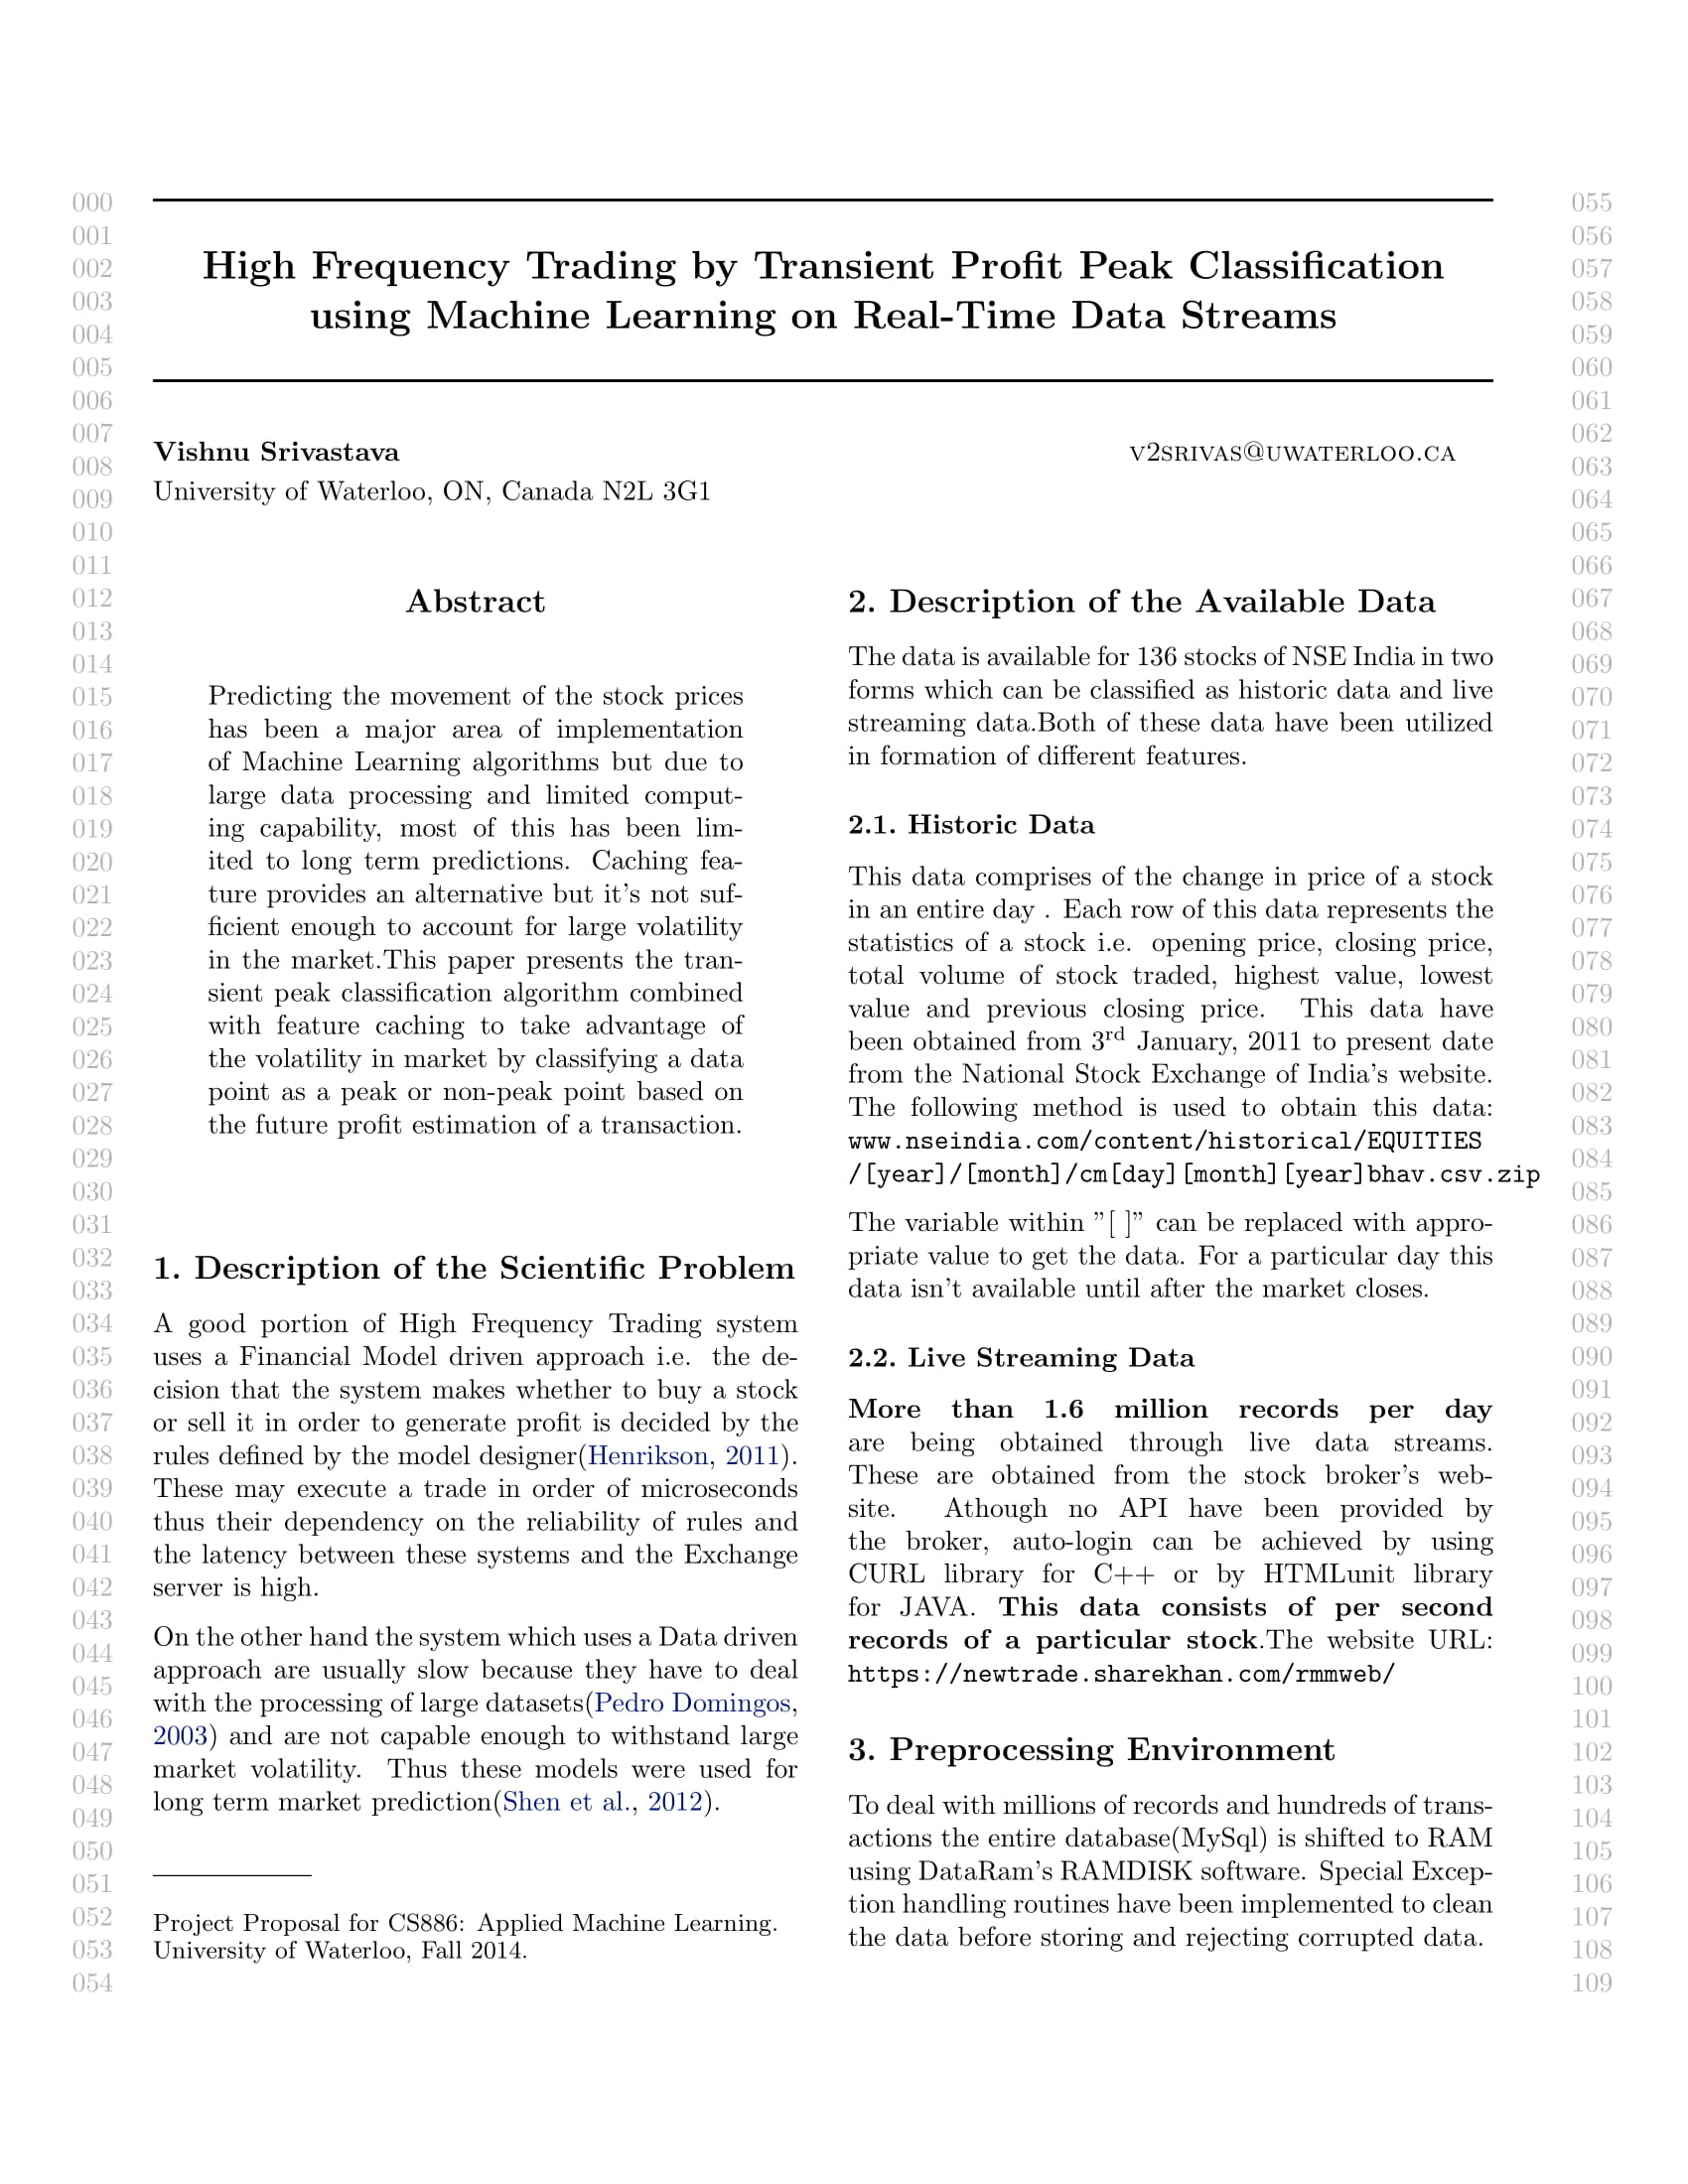 High Frequency Trading by Transient Profit Peak Classification
using Machine Learning on Real-Time Data Streams
Vishnu Srivastava
v2srivas@uwaterloo.ca
University of Waterloo, ON, Canada N2L 3G1
Abstract
Predicting the movement of the stock prices
has been a major area of implementation
of Machine Learning algorithms but due to
large data processing and limited comput-
ing capability, most of this has been lim-
ited to long term predictions. Caching fea-
ture provides an alternative but it's not suf-
ficient enough to account for large volatility
in the market.This paper presents the tran-
sient peak classification algorithm combined
with feature caching to take advantage of
the volatility in market by classifying a data
point as a peak or non-peak point based on
the future profit estimation of a transaction.
1. Description of the Scientific Problem
A good portion of High Frequency Trading system
uses a Financial Model driven approach i.e. the de-
cision that the system makes whether to buy a stock
or sell it in order to generate profit is decided by the
rules defined by the model designer(Henrikson, 2011).
These may execute a trade in order of microseconds
thus their dependency on the reliability of rules and
the latency between these systems and the Exchange
server is high.
On the other hand the system which uses a Data driven
approach are usually slow because they have to deal
with the processing of large datasets(Pedro Domingos,
2003) and are not capable enough to withstand large
market volatility. Thus these models were used for
long term market prediction(Shen et al., 2012).
Project Proposal for CS886: Applied Machine Learning.
University of Waterloo, Fall 2014.
2. Description of the Available Data
The data is available for 136 stocks of NSE India in two
forms which can be classified as historic data and live
streaming data.Both of these data have been utilized
in formation of different features.
2.1. Historic Data
This data comprises of the change in price of a stock
in an entire day . Each row of this data represents the
statistics of a stock i.e. opening price, closing price,
total volume of stock traded, highest value, lowest
value and previous closing price. This data have
been obtained from 3rd January, 2011 to present date
from the National Stock Exchange of India's website.
The following method is used to obtain this data:
www.nseindia.com/content/historical/EQUITIES
/[year]/[month]/cm[day][month][year]bhav.csv.zip
The variable within "[ ]" can be replaced with appro-
priate value to get the data. For a particular day this
data isn't available until after the market closes.
2.2. Live Streaming Data
More than 1.6 million records per day
are being obtained through live data streams.
These are obtained from the stock broker's web-
site. Athough no API have been provided by
the broker, auto-login can be achieved by using
CURL library for C++ or by HTMLunit library
for JAVA. This data consists of per second
records of a particular stock.The website URL:
https://newtrade.sharekhan.com/rmmweb/
3. Preprocessing Environment
To deal with millions of records and hundreds of trans-
actions the entire database(MySql) is shifted to RAM
using DataRam's RAMDISK software. Special Excep-
tion handling routines have been implemented to clean
the data before storing and rejecting corrupted data.
000
001
002
003
004
005
006
007
008
009
010
011
012
013
014
015
016
017
018
019
020
021
022
023
024
025
026
027
028
029
030
031
032
033
034
035
036
037
038
039
040
041
042
043
044
045
046
047
048
049
050
051
052
053
054
055
056
057
058
059
060
061
062
063
064
065
066
067
068
069
070
071
072
073
074
075
076
077
078
079
080
081
082
083
084
085
086
087
088
089
090
091
092
093
094
095
096
097
098
099
100
101
102
103
104
105
106
107
108
109